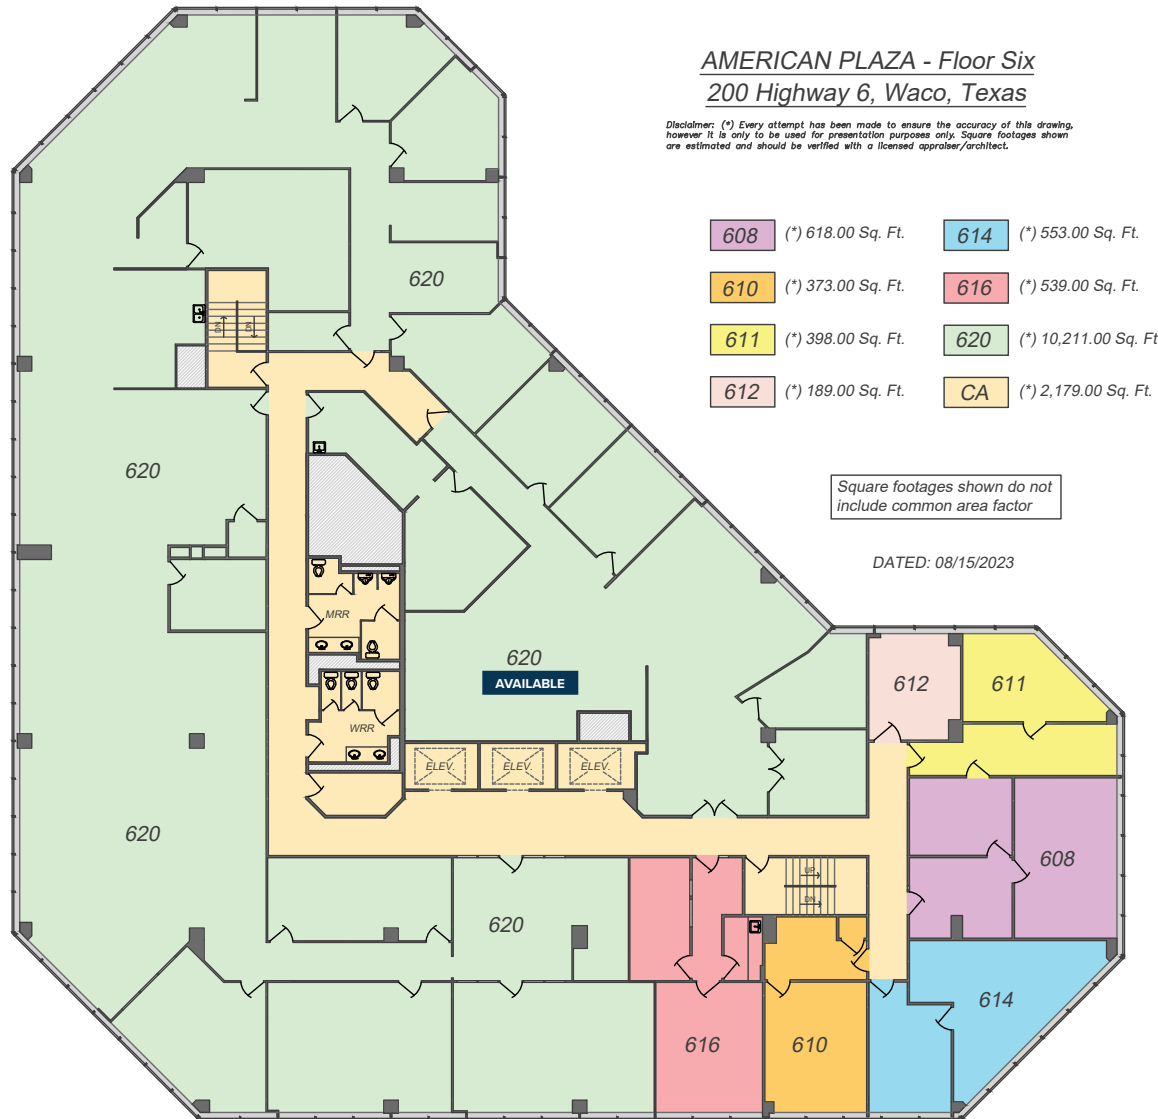 AMERICAN PLAZA - Floor Six
200 Highway 6, Waco, Texas
Disclaimer: (*) Every attempt has been made to ensure the accuracy of this drawing,
however it is only to be used for presentation purposes only. Square footages shown
are estimated and should be verified with a licensed appraiser/architect.
608 (*) 618.00 Sq. Ft. 614 (*) 553.00 Sq. Ft.
610 (*) 373.00 Sq. Ft. 616 (*) 539.00 Sq. Ft.
611 (*) 398.00 Sq. Ft. 620 (*) 10,211.00 Sq. Ft
612 (*) 189.00 Sq. Ft. CA (*) 2,179.00 Sq. Ft.
Square footages shown do not
include common area factor
DATED: 08/15/2023
620
DN DN
620
MRR
620
AVAILABLE
612 611
WRR
ELEV. ELEV. ELEV.
620
608
UP
DN
620
614
616 610